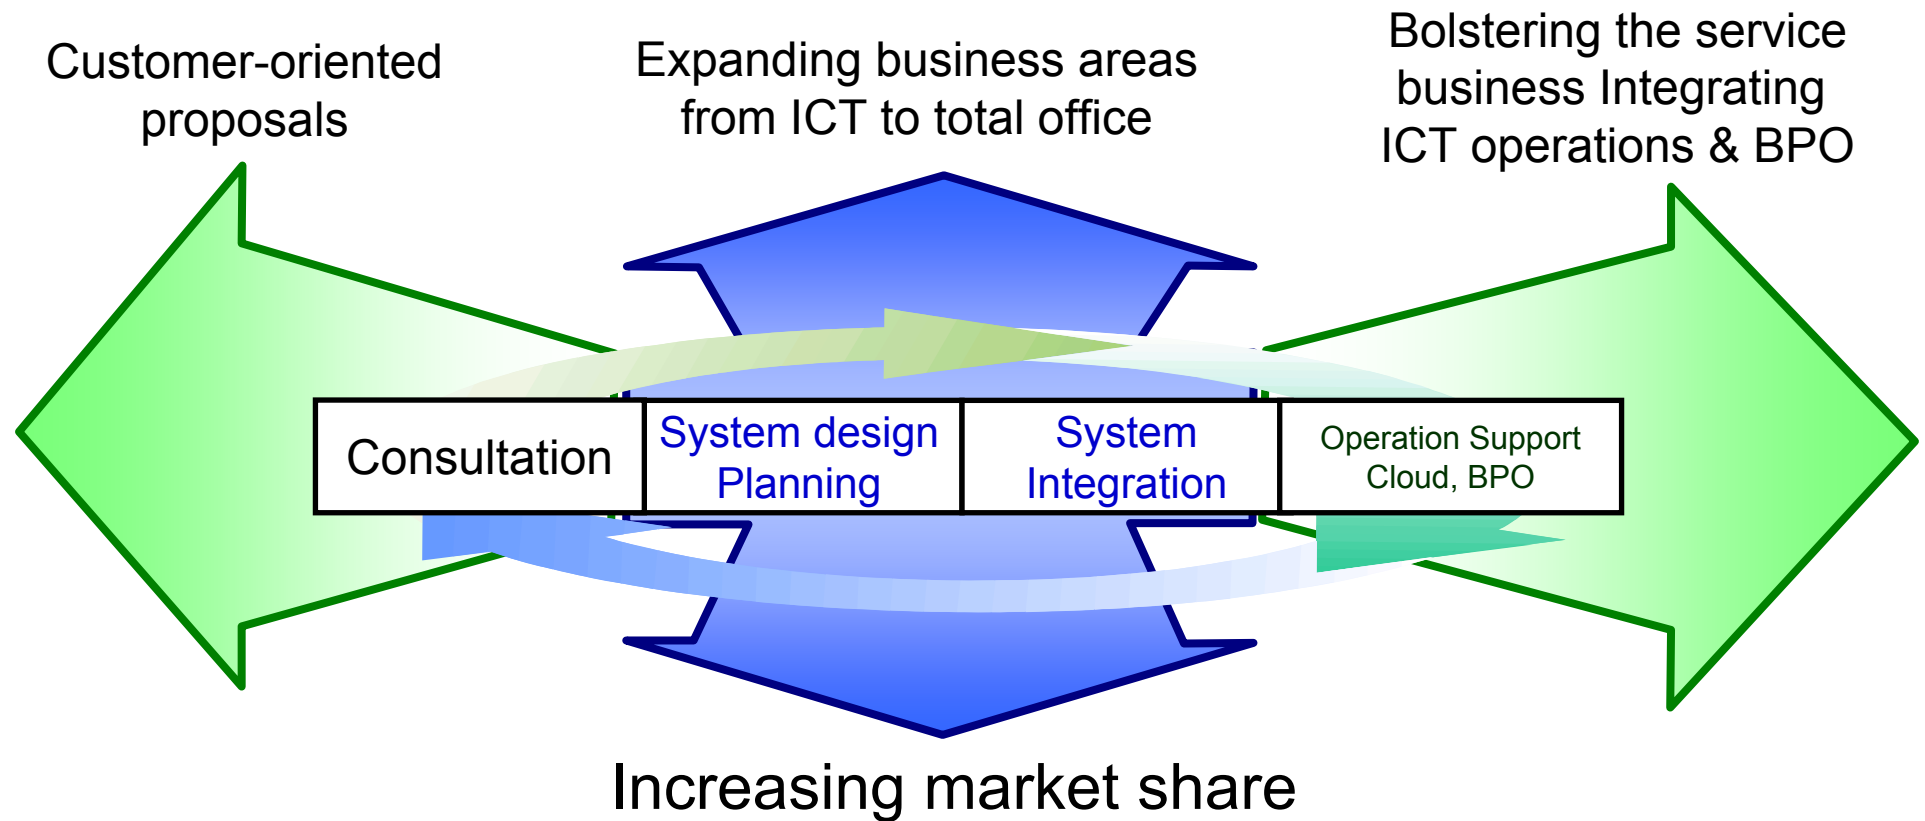 Customer-oriented
proposals
Expanding business areas
from ICT to total office
Bolstering the service
business Integrating
ICT operations & BPO
Consultation
System design
Planning
System
Integration
Operation Support
Cloud, BPO
Increasing market share